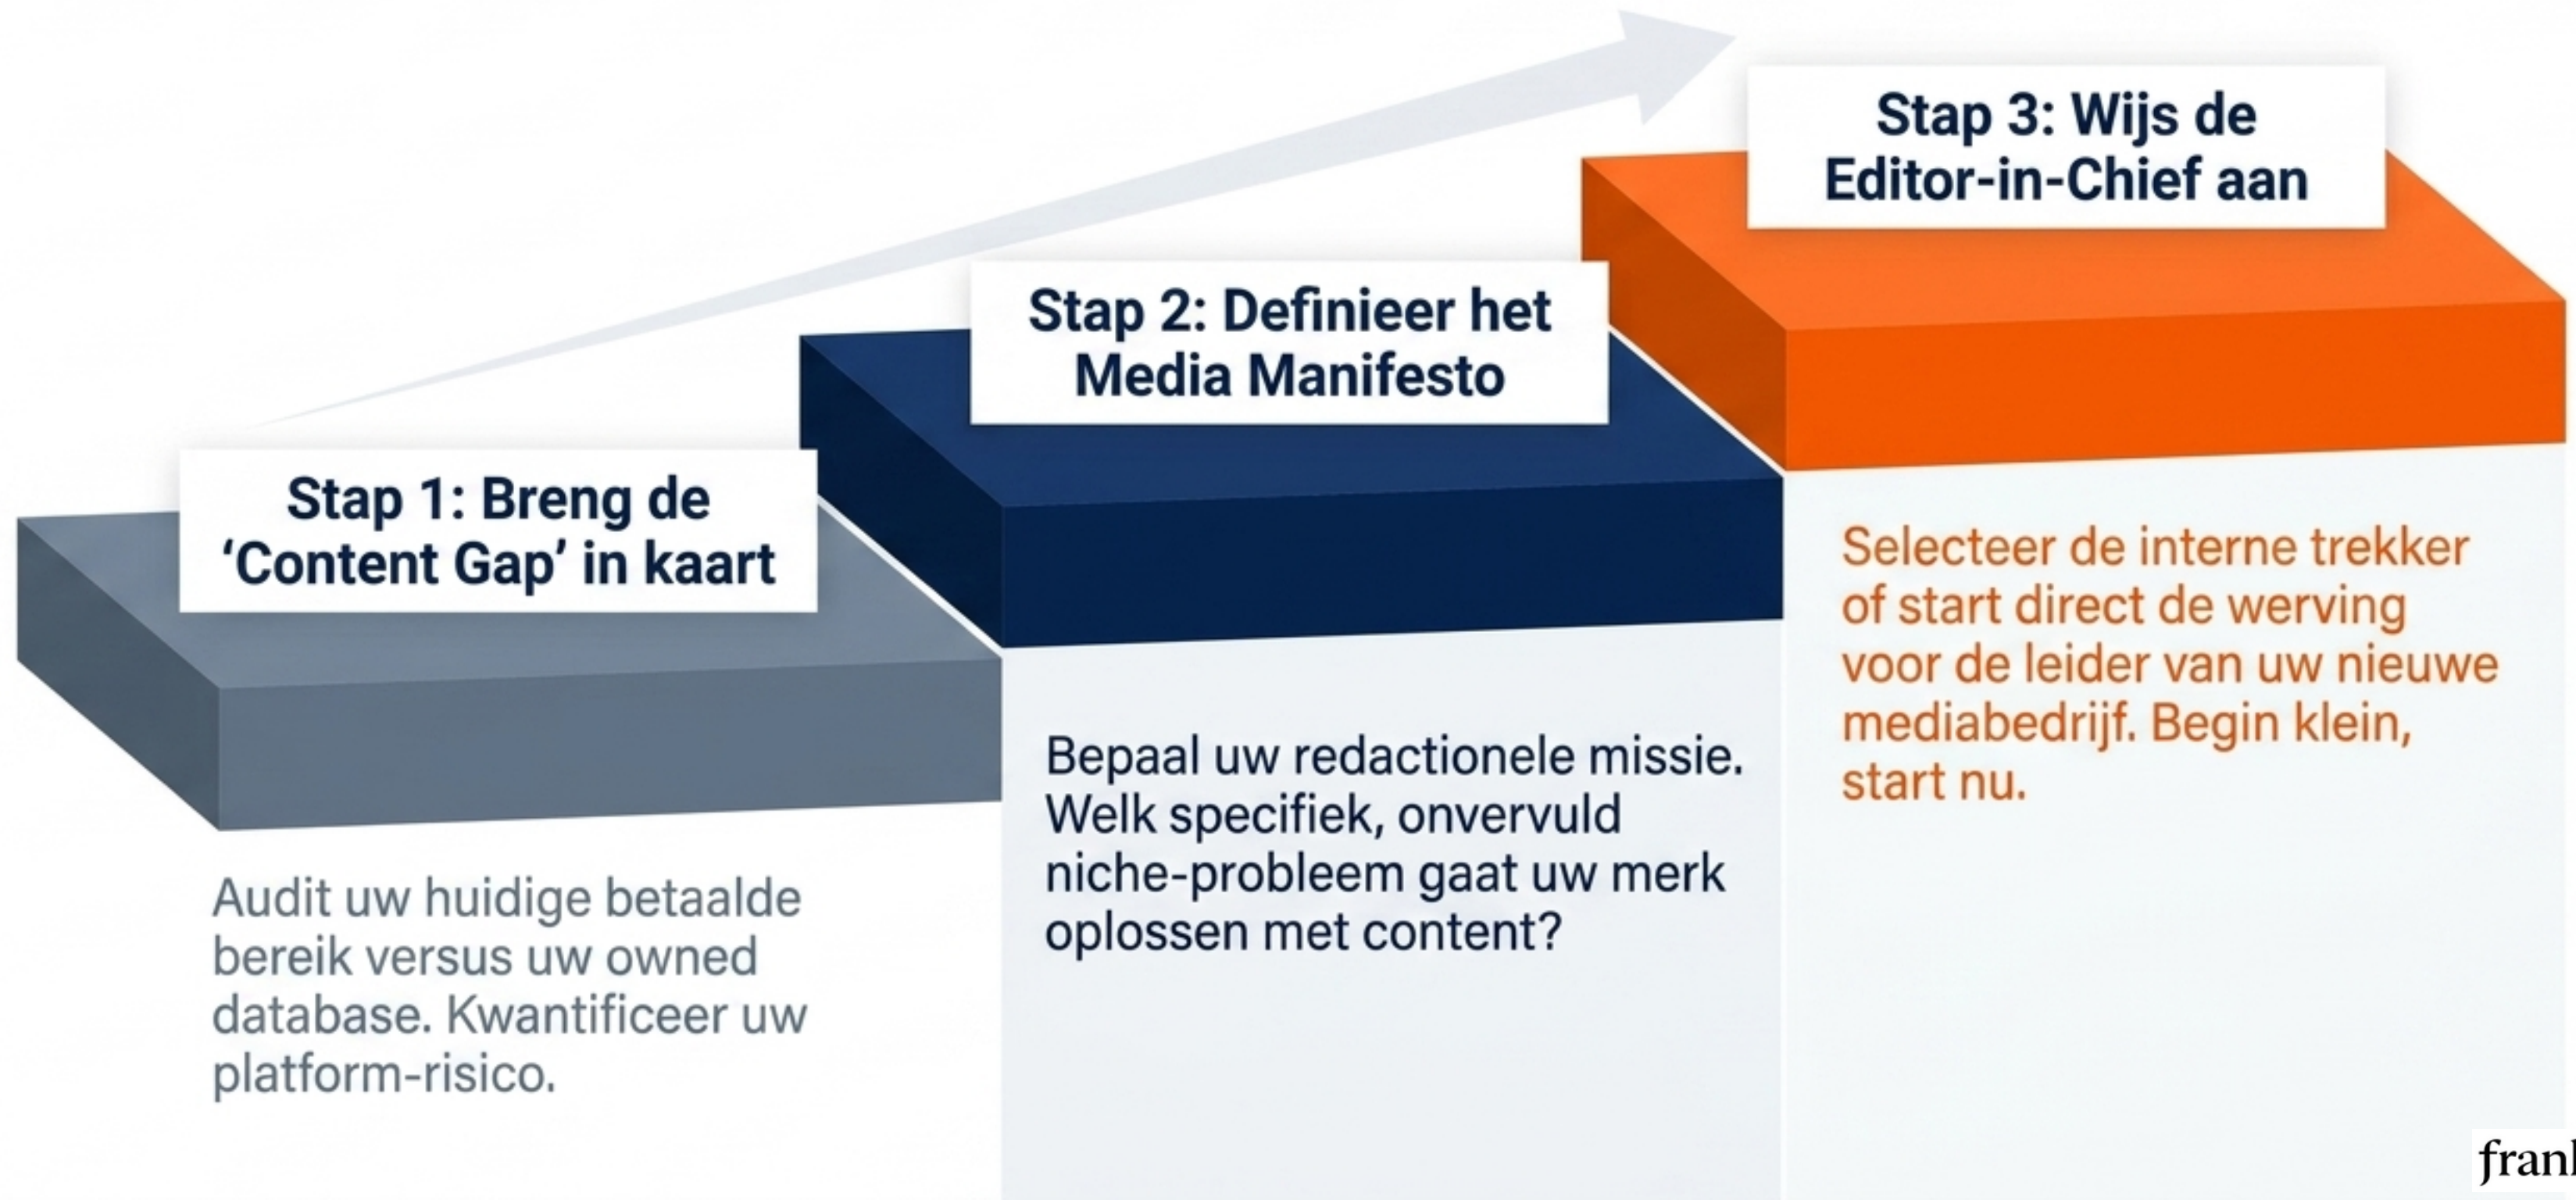 Stap 1: Breng de
‘Content Gap’ in kaart
Audit uw huidige betaalde
bereik versus uw owned
database. Kwantificeer uw
platform-risico.
Stap 2: Definieer het
Media Manifesto
Bepaal uw redactionele missie.
Welk specifiek, onvervuld
niche-probleem gaat uw merk
oplossen met content?
Stap 3: Wijs de
Editor-in-Chief aan
Selecteer de interne trekker
of start direct de werving
voor de leider van uw nieuwe
mediabedrijf. Begin klein,
start nu.